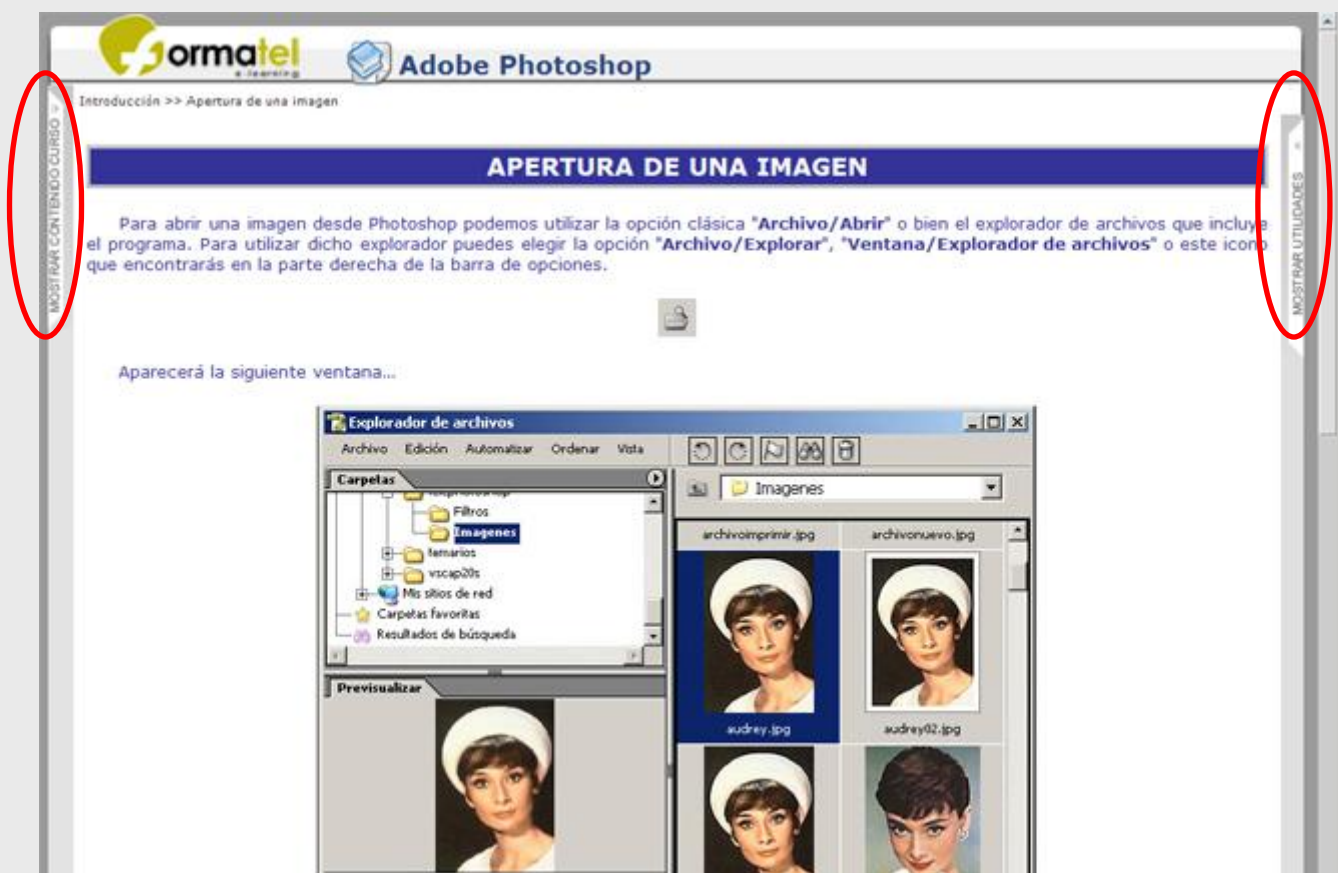 Formatel
e-learning
Adobe Photoshop
Introducción >> Apertura de una imagen
MOSTRAR CONTENIDO CURSO
MOSTRAR UTILIDADES
APERTURA DE UNA IMAGEN
Para abrir una imagen desde Photoshop podemos utilizar la opción clásica "Archivo/Abrir" o bien el explorador de archivos que incluye
el programa. Para utilizar dicho explorador puedes elegir la opción "Archivo/Explorar", "Ventana/Explorador de archivos" o este icono
que encontrarás en la parte derecha de la barra de opciones.
Aparecerá la siguiente ventana...
Explorador de archivos
Archivo Edición Automatizar Ordenar Vista
Carpetas
Imagenes
Filtros
Imagenes
temarios
vscap20s
Mis sitios de red
Carpetas favoritas
Resultados de búsqueda
archivoimprimir.jpg archivonuevo.jpg
Previsualizar
audrey.jpg audrey02.jpg